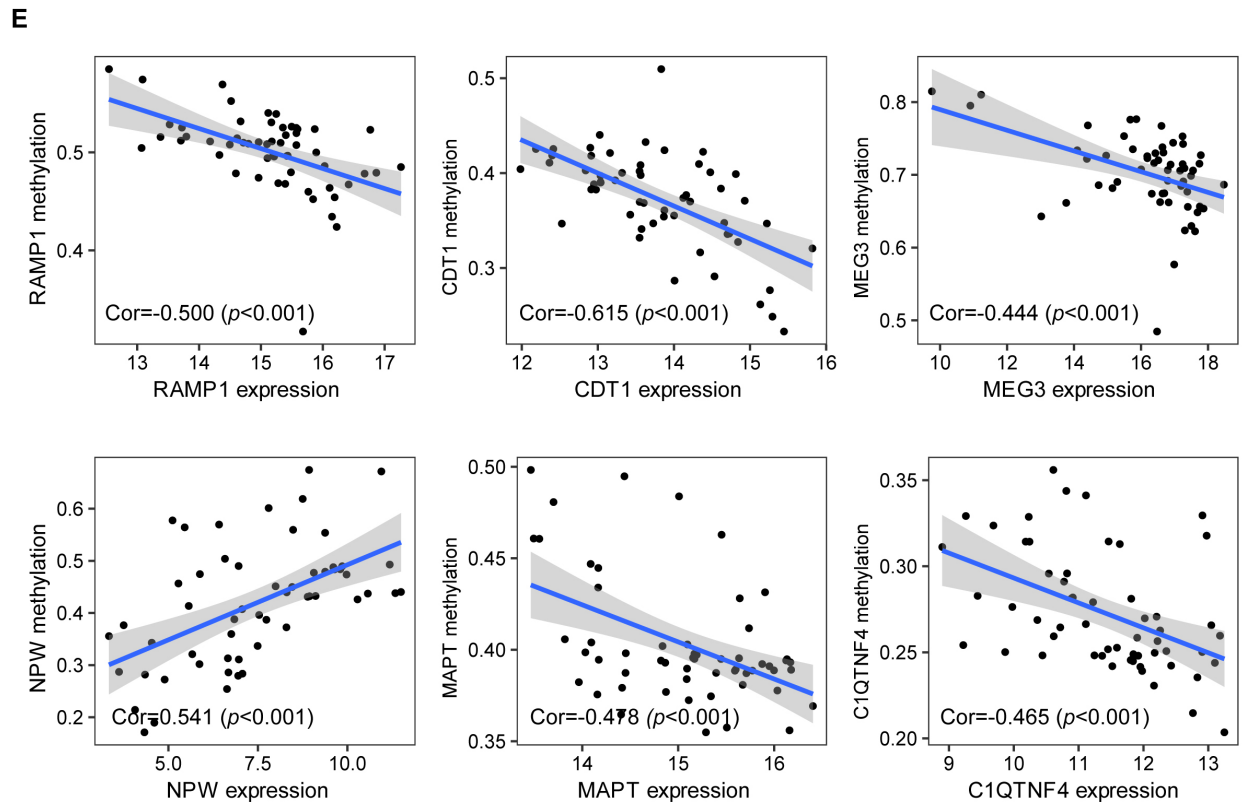 E
RAMP1 methylation
0.5
0.4
Cor=-0.500 (p<0.001)
13 14 15 16 17
RAMP1 expression
CDT1 methylation
0.5
0.4
0.3
Cor=-0.615 (p<0.001)
12 13 14 15 16
CDT1 expression
MEG3 methylation
0.8
0.7
0.6
0.5
Cor=-0.444 (p<0.001)
10 12 14 16 18
MEG3 expression
NPW methylation
0.6
0.5
0.4
0.3
0.2
Cor=0.541 (p<0.001)
5.0 7.5 10.0
NPW expression
MAPT methylation
0.50
0.45
0.40
0.35
Cor=-0.478 (p<0.001)
14 15 16
MAPT expression
C1QTNF4 methylation
0.35
0.30
0.25
0.20
Cor=-0.465 (p<0.001)
9 10 11 12 13
C1QTNF4 expression